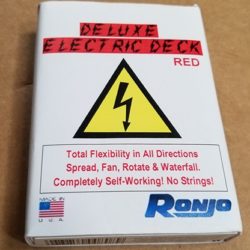 DELUXE
ELECTRIC DECK
RED
Total Flexibility in All Directions
Spread, Fan, Rotate & Waterfall.
Completely Self-Working! No Strings!
MADE IN
U.S.A.
Ronjo